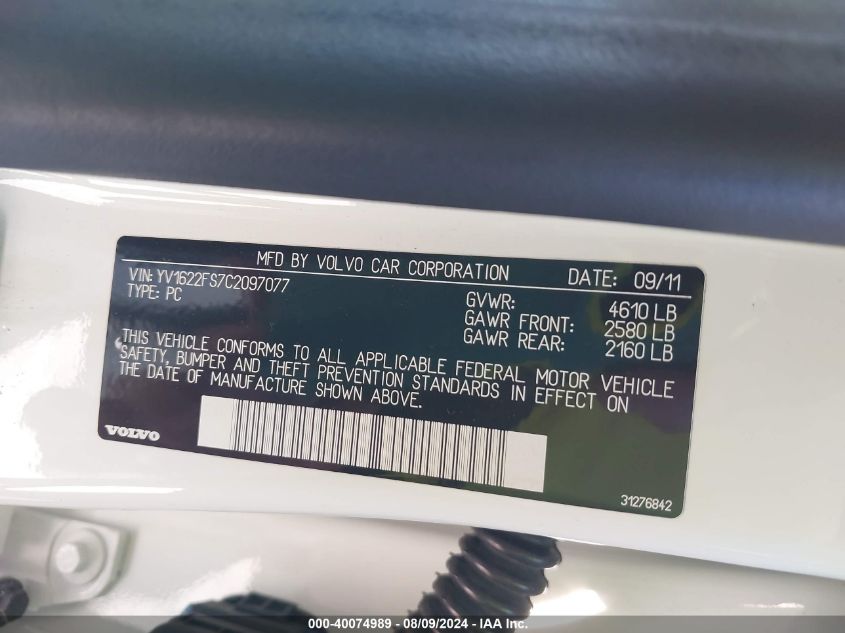 MFD BY VOLVO CAR CORPORATION DATE: 09/11
VIN: YV1622FS7C2097077
TYPE: PC
GVWR: 4610 LB
GAWR FRONT: 2580 LB
GAWR REAR: 2160 LB
THIS VEHICLE CONFORMS TO ALL APPLICABLE FEDERAL MOTOR VEHICLE
SAFETY, BUMPER AND THEFT PREVENTION STANDARDS IN EFFECT ON
THE DATE OF MANUFACTURE SHOWN ABOVE.
VOLVO
31276842
000-40074989 - 08/09/2024 - IAA Inc.